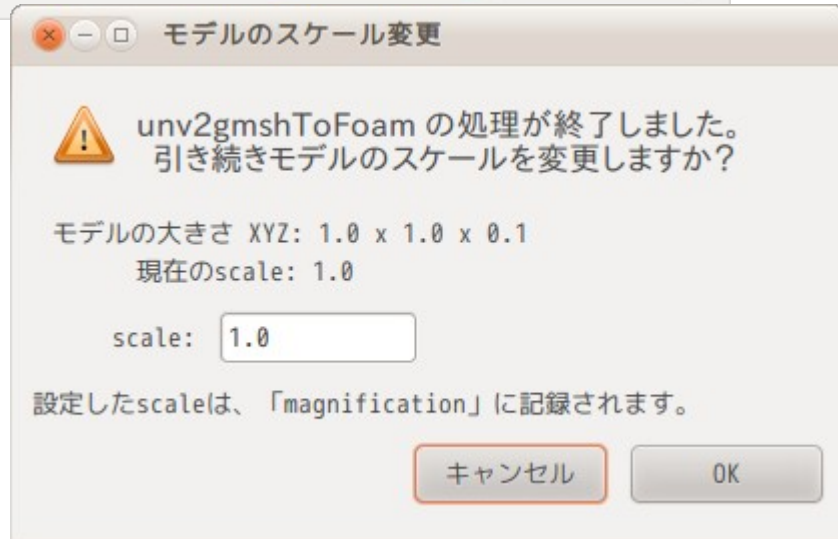 モデルのスケール変更
unv2gmshToFoam の処理が終了しました。
引き続きモデルのスケールを変更しますか?
モデルの大きさ XYZ: 1.0 x 1.0 x 0.1
現在のscale: 1.0
scale: 1.0
設定したscaleは、「magnification」に記録されます。
キャンセル OK